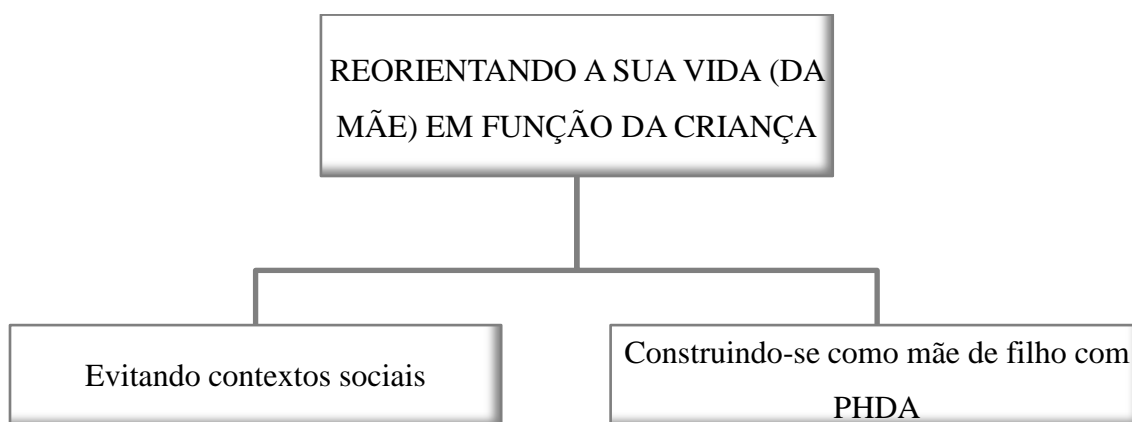 REORIENTANDO A SUA VIDA (DA
MÃE) EM FUNÇÃO DA CRIANÇA
Evitando contextos sociais
Construindo-se como mãe de filho com
PHDA